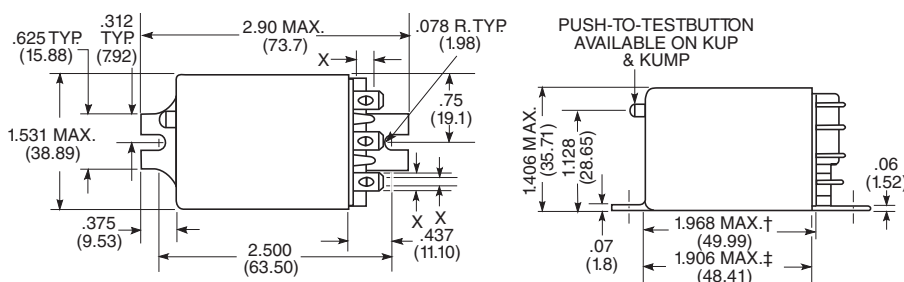 .312
TYP.
(7.92)
.625 TYP.
(15.88)
2.90 MAX.
(73.7)
.078 R. TYP.
(1.98)
X
.75
(19.1)
1.531 MAX.
(38.89)
.375
(9.53)
2.500
(63.50)
X
X
.437
(11.10)
PUSH-TO-TESTBUTTON
AVAILABLE ON KUP
& KUMP
1.406 MAX.
(35.71)
1.128
(28.65)
.06
(1.52)
.07
(1.8)
1.968 MAX.†
(49.99)
1.906 MAX.‡
(48.41)